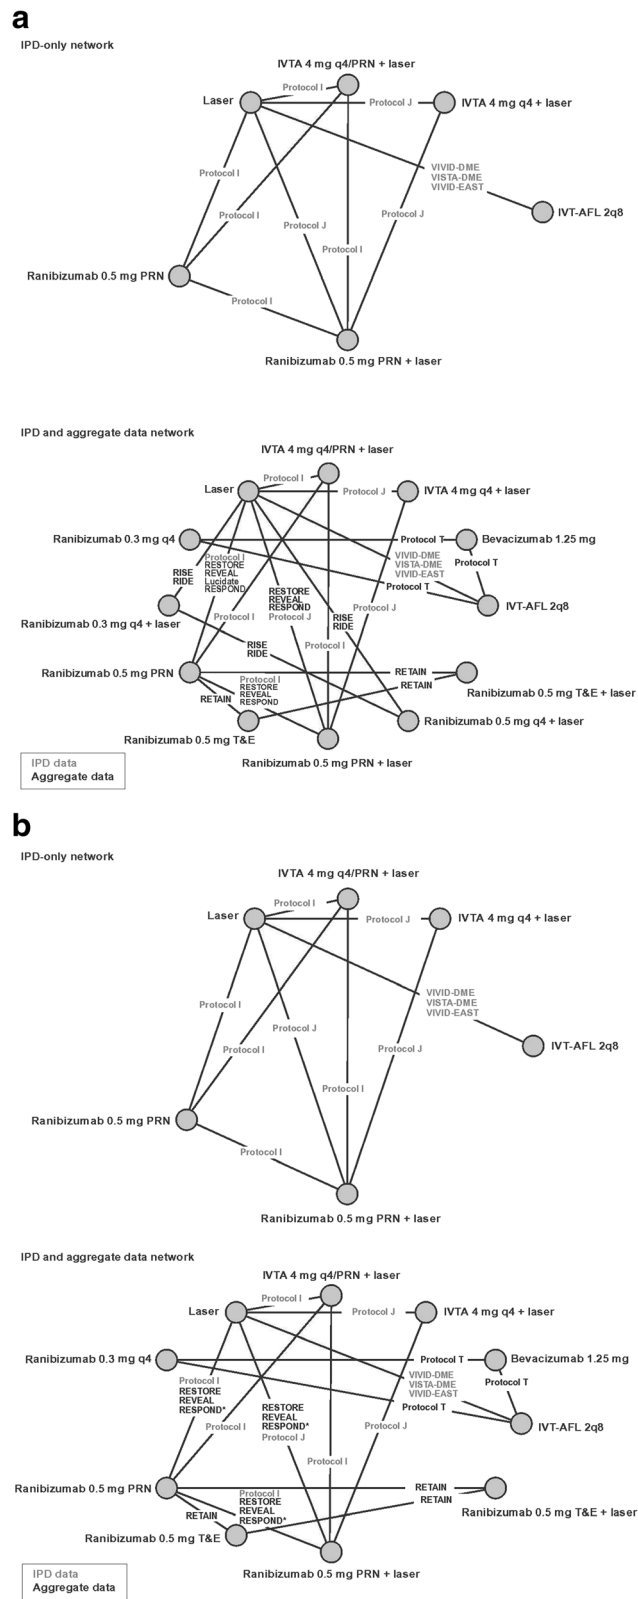 a
IPD-only network
IVTA 4 mg q4/PRN + laser
Protocol I
Laser
Protocol J
IVTA 4 mg q4 + laser
VIVID-DME
VISTA-DME
VIVID-EAST
Protocol I
IVT-AFL 2q8
Protocol I
Protocol J
Protocol J
Protocol I
Ranibizumab 0.5 mg PRN
Protocol I
Ranibizumab 0.5 mg PRN + laser
IPD and aggregate data network
IVTA 4 mg q4/PRN + laser
Protocol I
Laser
Protocol J
IVTA 4 mg q4 + laser
Ranibizumab 0.3 mg q4
Protocol T
Bevacizumab 1.25 mg
VIVID-DME
VISTA-DME
VIVID-EAST
Protocol T
Protocol T
RISE
RIDE
Protocol I
RESTORE
REVEAL
Lucidate
RESPOND
RESTORE
REVEAL
RESPOND
Protocol J
IVT-AFL 2q8
Protocol J
Ranibizumab 0.3 mg q4 + laser
Protocol I
RISE
RIDE
RISE
RIDE
Protocol I
Ranibizumab 0.5 mg PRN
RETAIN
RETAIN
Ranibizumab 0.5 mg T&E + laser
Protocol I
RESTORE
REVEAL
RESPOND
RETAIN
Ranibizumab 0.5 mg q4 + laser
Ranibizumab 0.5 mg T&E
Ranibizumab 0.5 mg PRN + laser
IPD data
Aggregate data
b
IPD-only network
IVTA 4 mg q4/PRN + laser
Protocol I
Laser
Protocol J
IVTA 4 mg q4 + laser
VIVID-DME
VISTA-DME
VIVID-EAST
Protocol I
Protocol J
Protocol I
Protocol J
IVT-AFL 2q8
Protocol I
Ranibizumab 0.5 mg PRN
Protocol I
Ranibizumab 0.5 mg PRN + laser
IPD and aggregate data network
IVTA 4 mg q4/PRN + laser
Protocol I
Laser
Protocol J
IVTA 4 mg q4 + laser
Ranibizumab 0.3 mg q4
Protocol T
Bevacizumab 1.25 mg
VIVID-DME
VISTA-DME
VIVID-EAST
Protocol T
Protocol T
Protocol I
RESTORE
REVEAL
RESPOND*
RESTORE
REVEAL
RESPOND*
Protocol J
IVT-AFL 2q8
Protocol I
Protocol J
Protocol I
Ranibizumab 0.5 mg PRN
RETAIN
RETAIN
Ranibizumab 0.5 mg T&E + laser
Protocol I
RESTORE
REVEAL
RESPOND*
RETAIN
Ranibizumab 0.5 mg T&E
Ranibizumab 0.5 mg PRN + laser
IPD data
Aggregate data